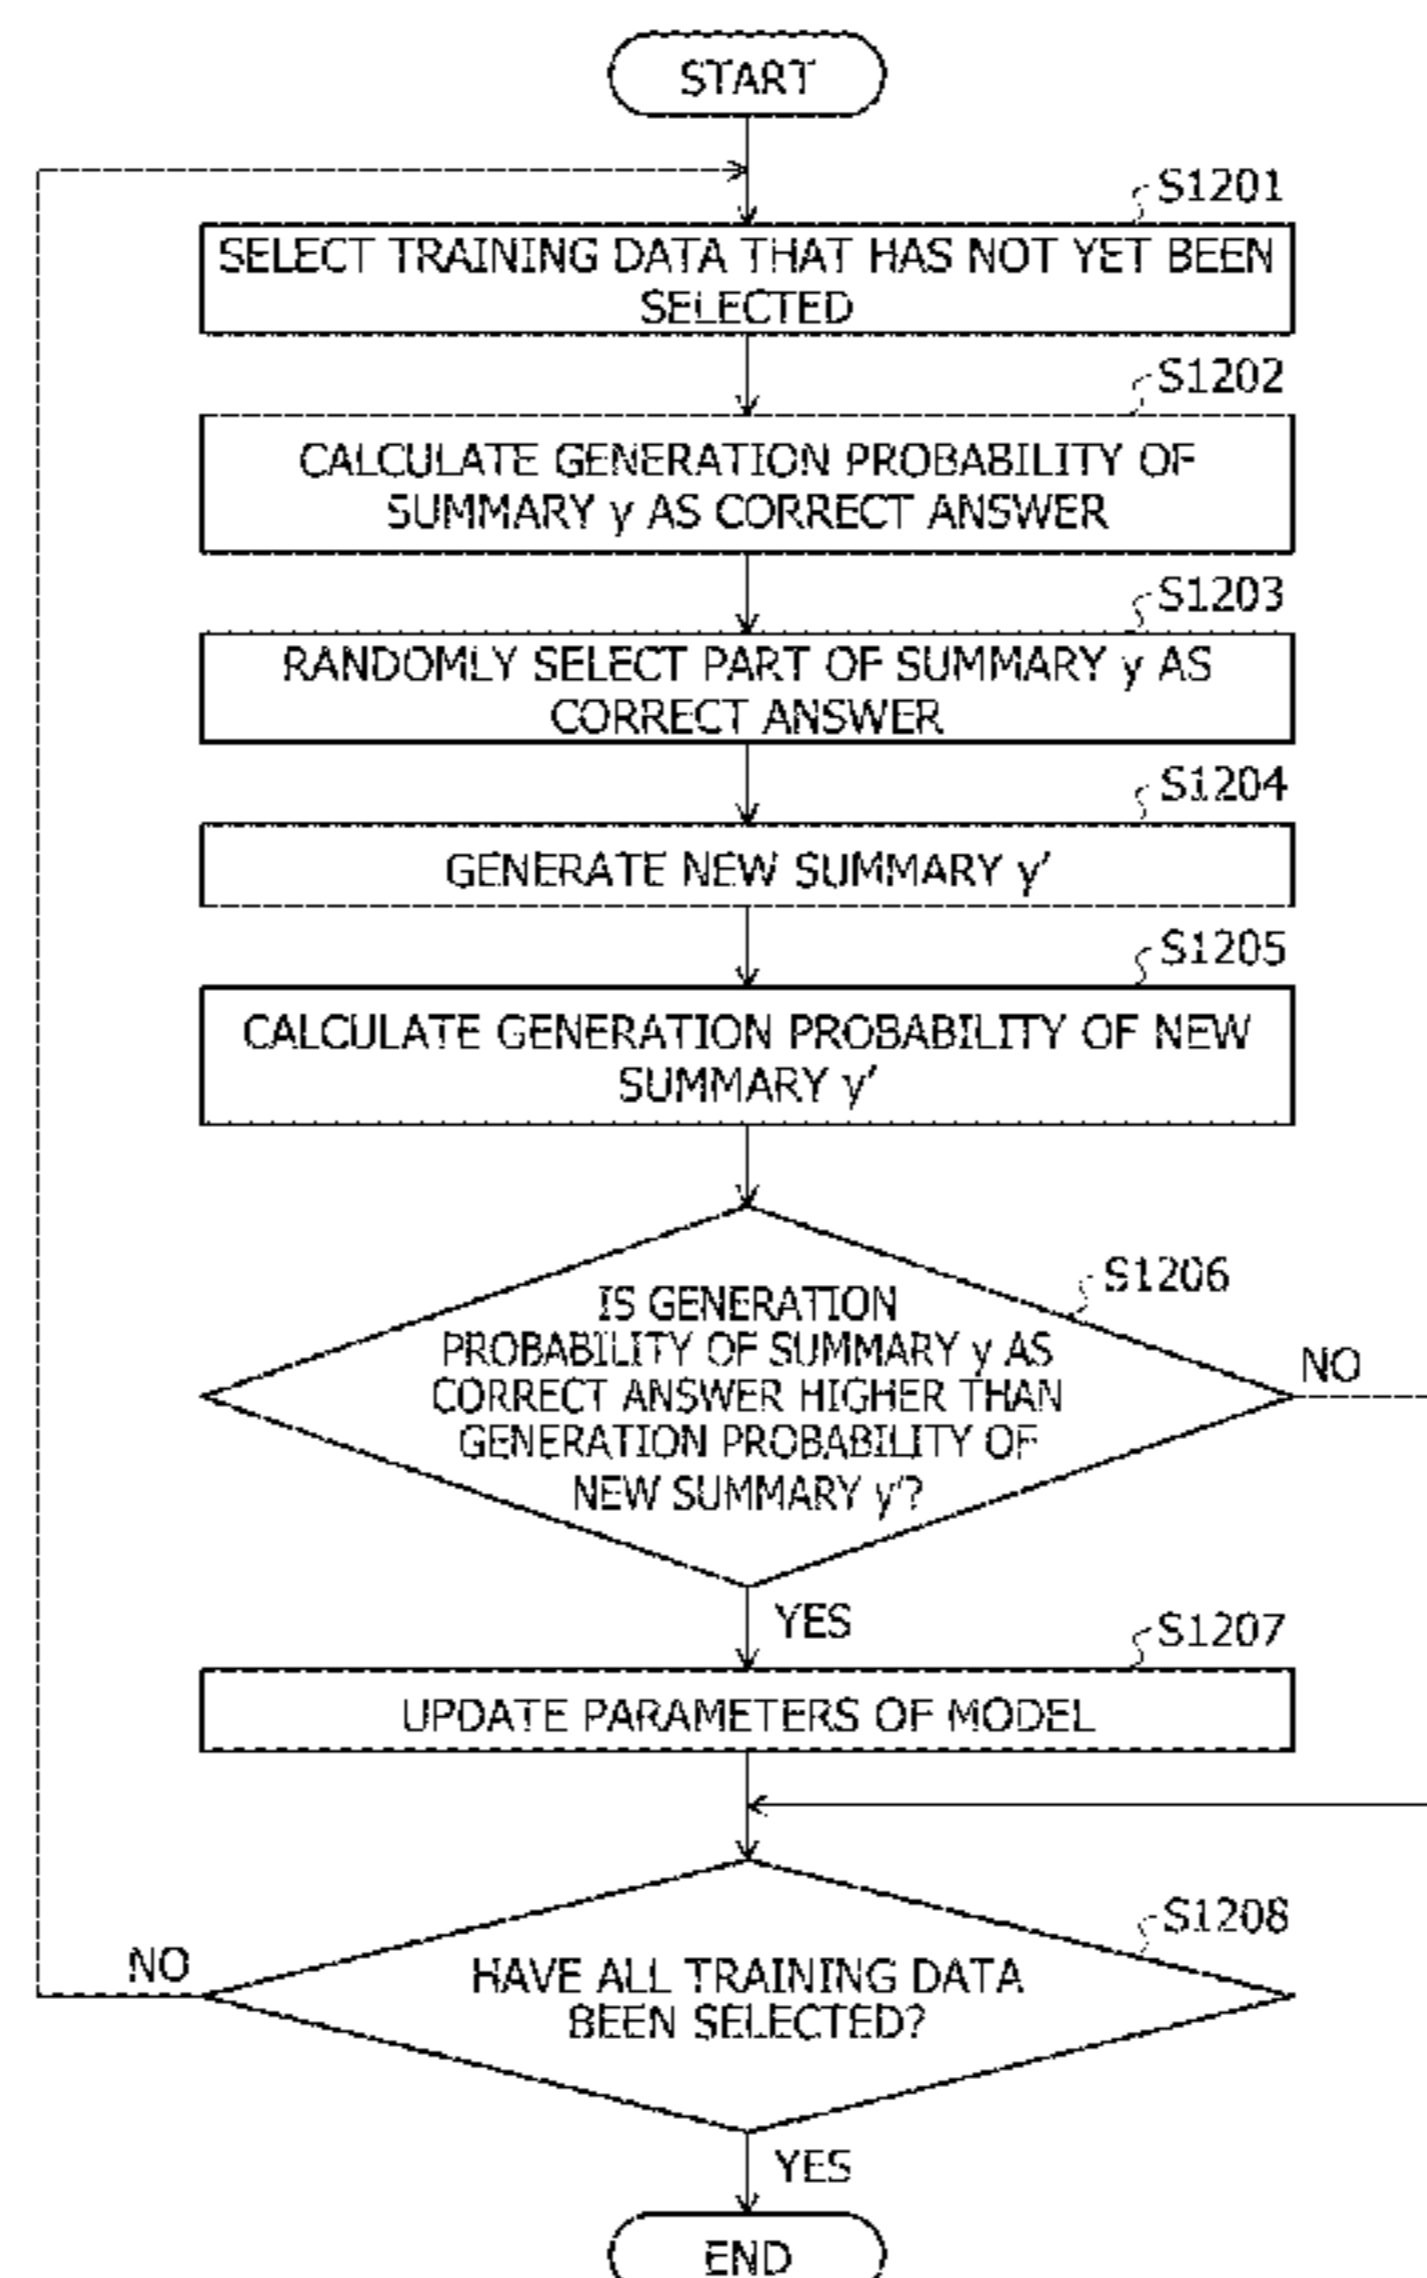 START
S1201
SELECT TRAINING DATA THAT HAS NOT YET BEEN
SELECTED
S1202
CALCULATE GENERATION PROBABILITY OF
SUMMARY y AS CORRECT ANSWER
S1203
RANDOMLY SELECT PART OF SUMMARY y AS
CORRECT ANSWER
S1204
GENERATE NEW SUMMARY y'
S1205
CALCULATE GENERATION PROBABILITY OF NEW
SUMMARY y'
S1206
IS GENERATION
PROBABILITY OF SUMMARY y AS
CORRECT ANSWER HIGHER THAN
GENERATION PROBABILITY OF
NEW SUMMARY y'?
NO
YES
S1207
UPDATE PARAMETERS OF MODEL
S1208
HAVE ALL TRAINING DATA
BEEN SELECTED?
NO
YES
END